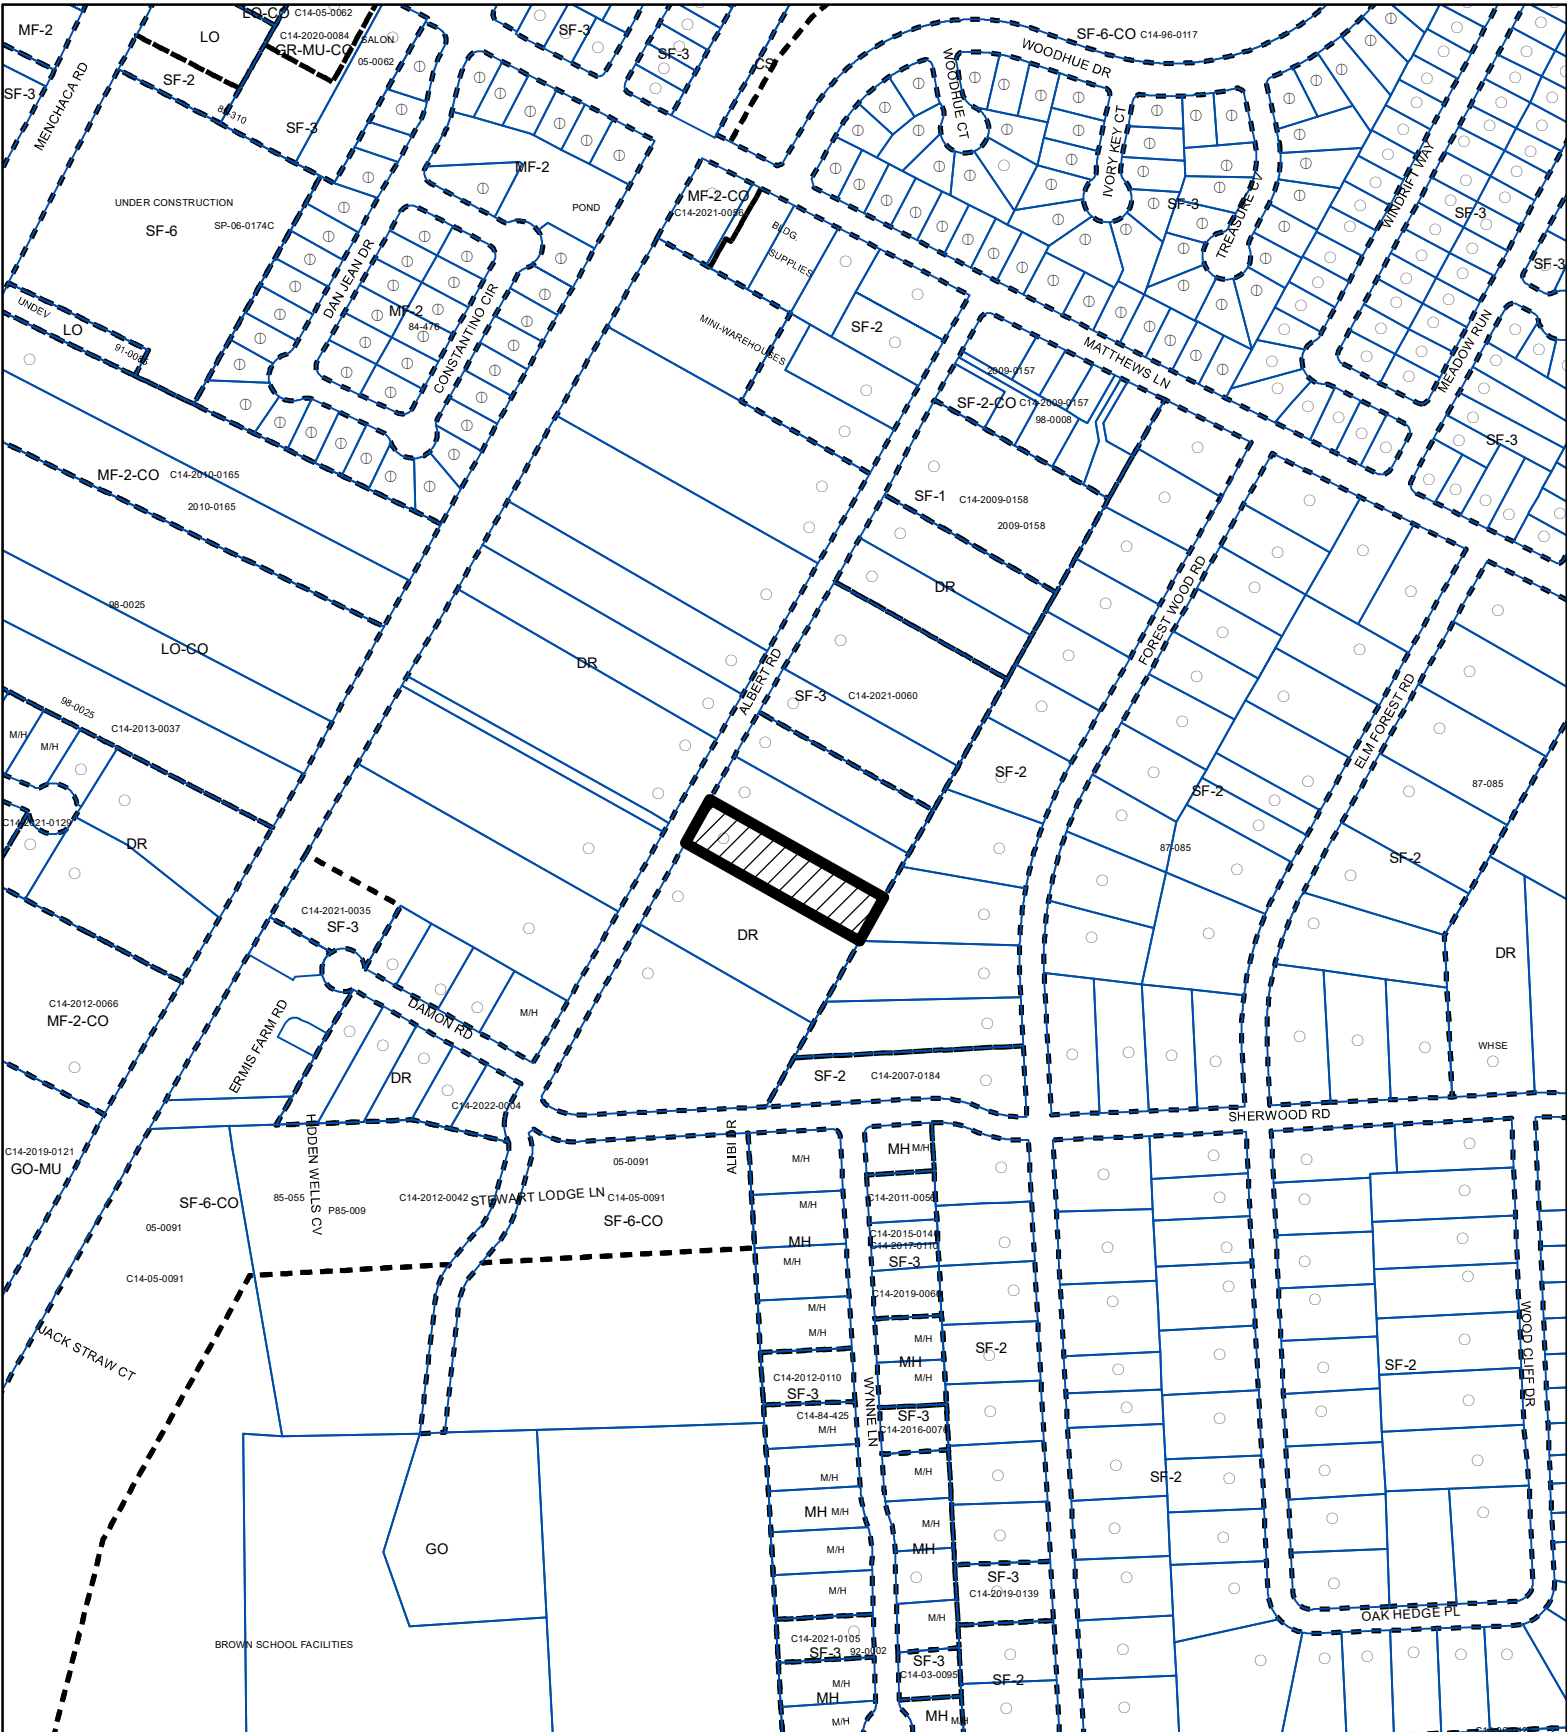 LO-CO C14-05-0062
MF-2
LO
C14-2020-0084
GR-MU-CO
SALON
05-0062
SF-3
SF-3
CS
SF-6-CO C14-96-0117
WOODHUE DR
SF-2
SF-3
MENCHACA RD
SF-3
WOODHUE CT
IVORY KEY CT
MF-2
UNDER CONSTRUCTION
SF-6
SP-06-0174C
POND
MF-2-CO
BLDG.
SUPPLIES
SF-3
TREASURE CV
WINDRIFT WAY
SF-3
SF-3
DAN JEAN DR
CONSTANTINO CIR
UNDEV
LO
MF-2
84-476
MINI-WAREHOUSES
SF-2
MATTHEWS LN
MEADOW RUN
2009-0157
SF-2-CO C14-2009-0157
98-0008
SF-3
MF-2-CO C14-2010-0165
2010-0165
SF-1 C14-2009-0158
2009-0158
DR
FOREST WOOD RD
98-0025
LO-CO
DR
ALBERT RD
SF-3 C14-2021-0060
ELM FOREST RD
98-0025
C14-2013-0037
M/H
M/H
SF-2
SF-2
87-085
C14-2021-0129
DR
87-085
SF-2
C14-2021-0035
SF-3
DR
DR
C14-2012-0066
MF-2-CO
DAMON RD
M/H
ERMIS FARM RD
WHSE
DR
SF-2 C14-2007-0184
C14-2022-0004
SHERWOOD RD
HIDDEN WELLS CV
ALIBI DR
C14-2019-0121
GO-MU
05-0091
M/H
MH M/H
SF-6-CO
85-055
P85-009
C14-2012-0042
STEWART LODGE LN
C14-05-0091
SF-6-CO
M/H
05-0091
MH
M/H
SF-3
C14-05-0091
M/H
M/H
M/H
MH
M/H
JACK STRAW CT
SF-2
SF-2
WOOD CLIFF DR
C14-2012-0110
SF-3
WYNNE LN
C14-84-425
M/H
SF-3
M/H
M/H
SF-2
MH M/H
M/H
GO
M/H
MH
M/H
SF-3
C14-2019-0139
M/H
OAK HEDGE PL
BROWN SCHOOL FACILITIES
C14-2021-0105
SF-3 92-0002
SF-3
C14-03-0095
SF-2
M/H
MH
M/H
MH M/H